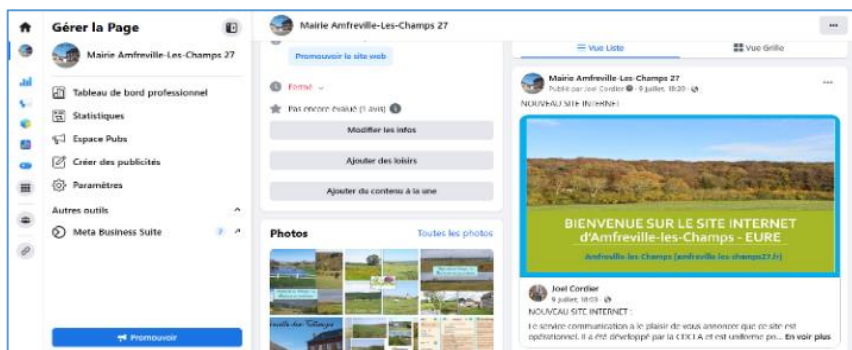 Gérer la Page
Mairie Amfreville-Les-Champs 27
Tableau de bord professionnel
Statistiques
Espace Pubs
Créer des publicités
Paramètres
Autres outils
Meta Business Suite
Promouvoir
Mairie Amfreville-Les-Champs 27
Promouvoir le site web
Fermé
Pas encore évalué (1 avis)
Modifier les infos
Ajouter des loisirs
Ajouter du contenu à la une
Photos
Toutes les photos
Vue Liste
Vue Grille
Mairie Amfreville-Les-Champs 27
Publié par Joel Cordier · 9 juillet, 18:20 ·
NOUVEAU SITE INTERNET
BIENVENUE SUR LE SITE INTERNET
d'Amfreville-les-Champs - EURE
Amfreville-les-Champs (amfreville-les-champs27.fr)
Joel Cordier
9 juillet, 18:03 ·
NOUVEAU SITE INTERNET :
Le service communication a le plaisir de vous annoncer que ce site est
opérationnel. Il a été développé par la CDCLA et est uniforme po... En voir plus